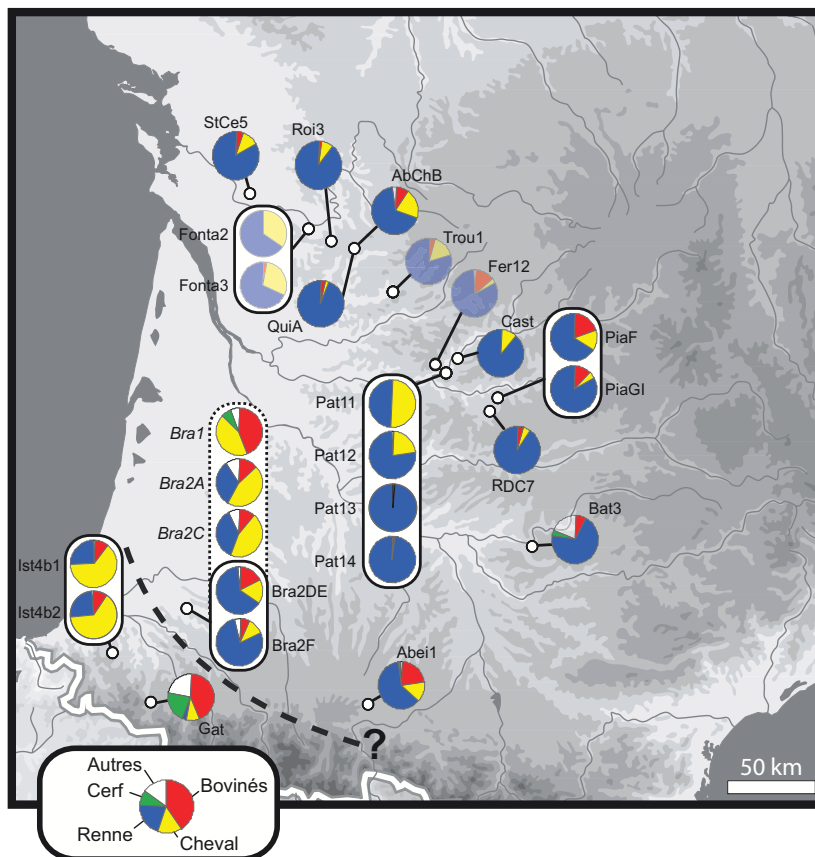 StCe5
Roi3
AbChB
Fonta2
Trou1
Fonta3
Fer12
QuiA
Cast
PiaF
PiaGI
Pat11
Bra1
Pat12
Bra2A
RDC7
Pat13
Bat3
Bra2C
Pat14
Ist4b1
Bra2DE
Ist4b2
Bra2F
Abei1
Gat
?
50 km
Autres
Bovinés
Cerf
Renne
Cheval